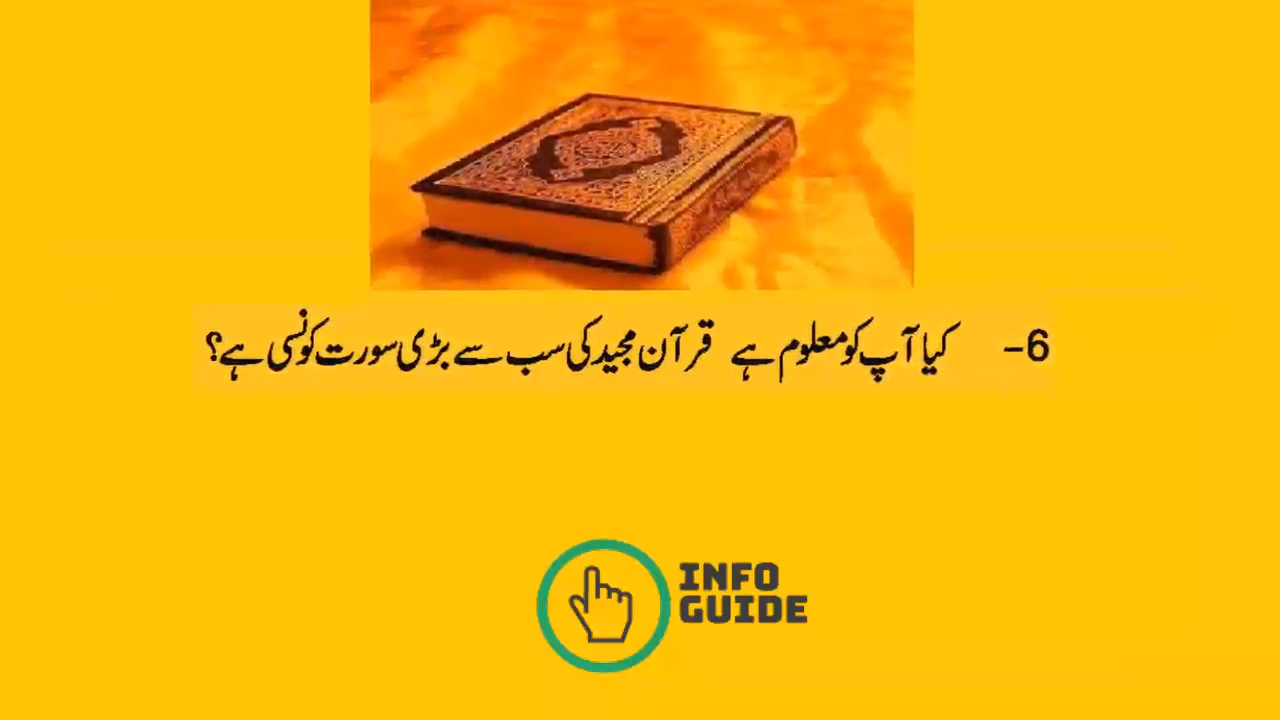 6- کیا آپ کو معلوم ہے قرآن مجید کی سب سے بڑی سورت کونسی ہے؟
INFO
GUIDE